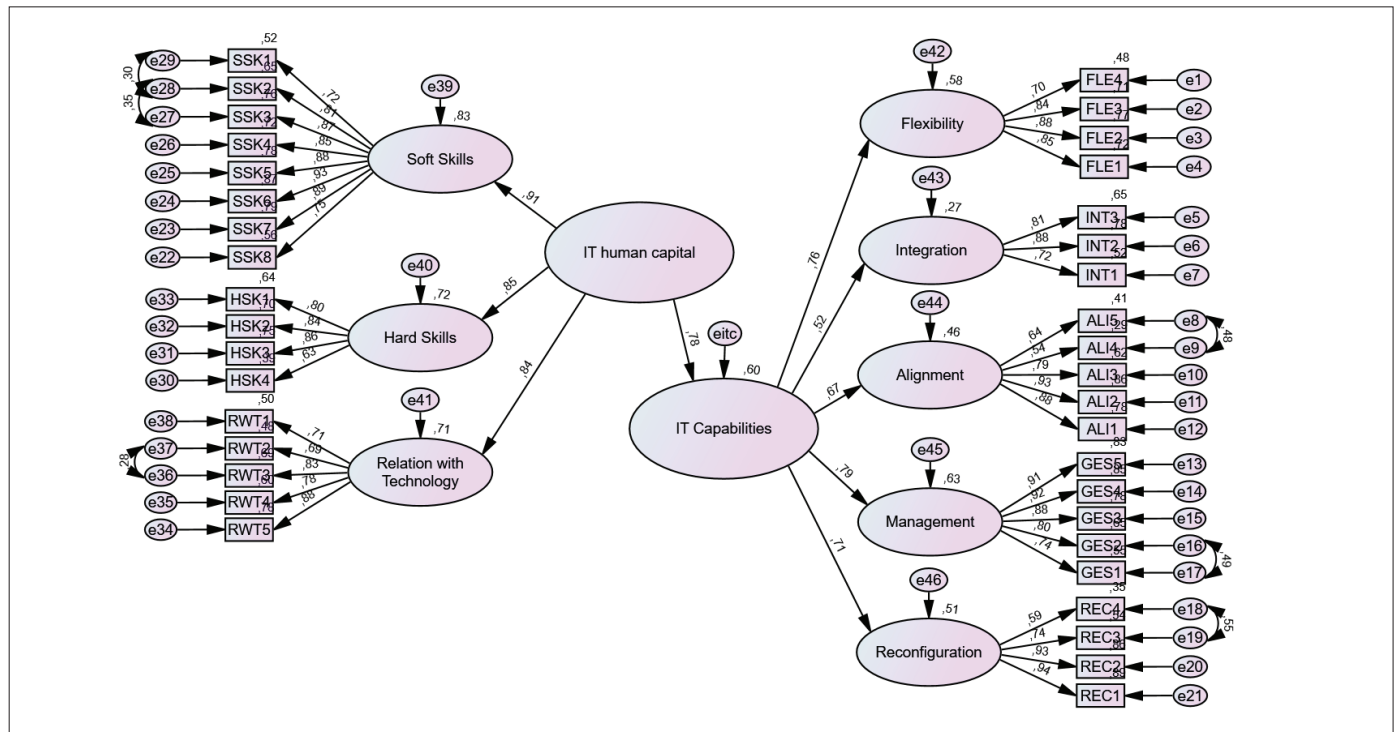 e29
SSK1
,52
e28
SSK2
e27
SSK3
e26
SSK4
e25
SSK5
e24
SSK6
e23
SSK7
e22
SSK8
,30
,35
,72
,81
,87
,85
,88
,93
,89
,75
e39
,83
Soft Skills
e33
HSK1
,64
e32
HSK2
e31
HSK3
e30
HSK4
,80
,84
,86
,63
e40
,72
Hard Skills
e38
RWT1
,50
e37
RWT2
e36
RWT3
e35
RWT4
e34
RWT5
,28
,71
,69
,83
,78
,88
e41
,71
Relation with
Technology
IT human capital
,91
,85
,84
,78
eitc
,60
IT Capabilities
,76
,52
,67
,79
,71
e42
,58
Flexibility
,70
,84
,88
,85
,48
FLE4
e1
FLE3
e2
FLE2
e3
FLE1
e4
e43
,27
Integration
,81
,88
,72
,65
INT3
e5
INT2
e6
INT1
e7
e44
,46
Alignment
,64
,54
,79
,93
,88
,41
ALI5
e8
ALI4
e9
ALI3
e10
ALI2
e11
ALI1
e12
,48
e45
,63
Management
,91
,92
,88
,80
,74
,83
GES5
e13
GES4
e14
GES3
e15
GES2
e16
GES1
e17
,49
e46
,51
Reconfiguration
,59
,74
,93
,94
,35
REC4
e18
REC3
e19
REC2
e20
REC1
e21
,55